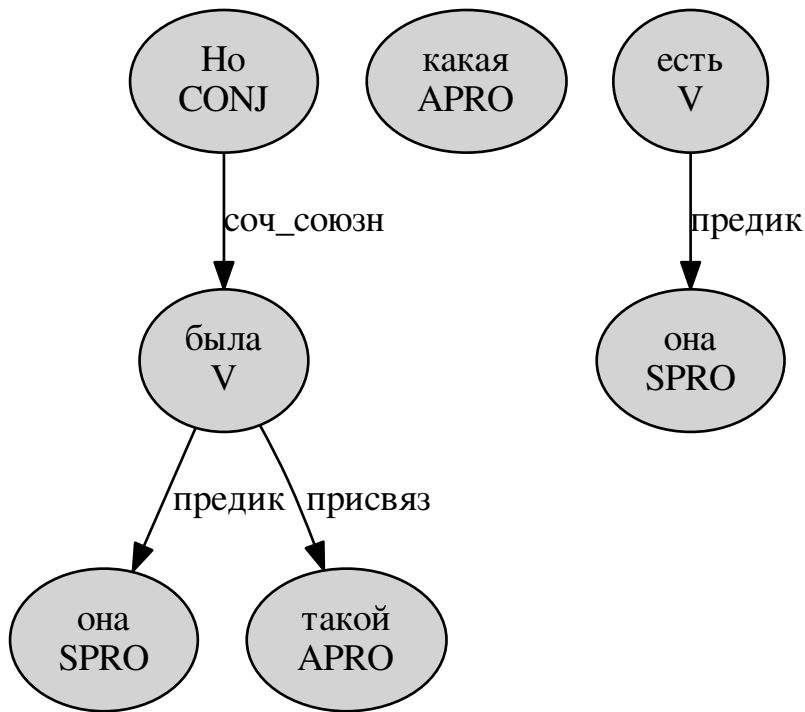 Но
CONJ
какая
APRO
есть
V
соч_союзн
предик
была
V
она
SPRO
предик
присвяз
она
SPRO
такой
APRO